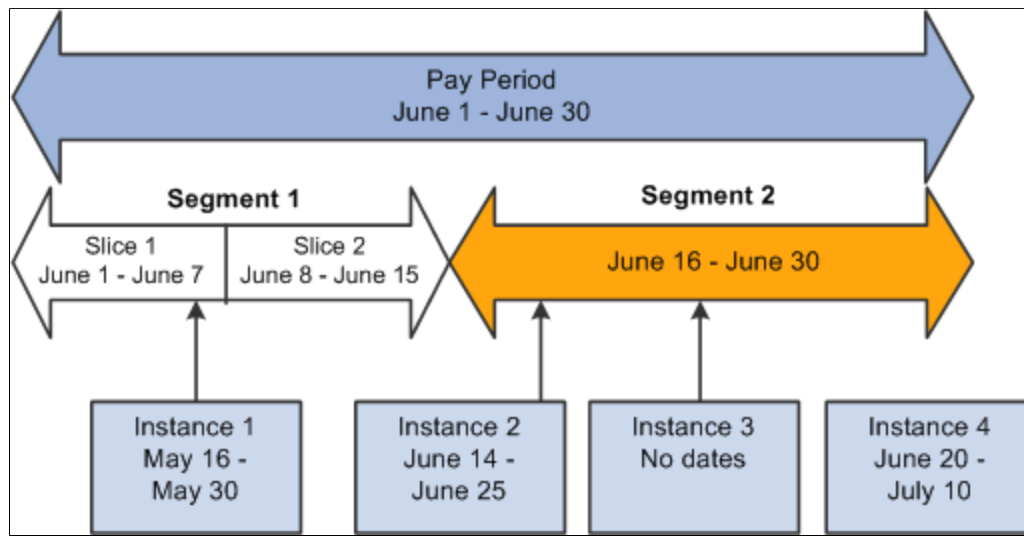 Pay Period
June 1 - June 30
Segment 1
Segment 2
Slice 1
June 1 - June 7
Slice 2
June 8 - June 15
June 16 - June 30
Instance 1
May 16 -
May 30
Instance 2
June 14 -
June 25
Instance 3
No dates
Instance 4
June 20 -
July 10